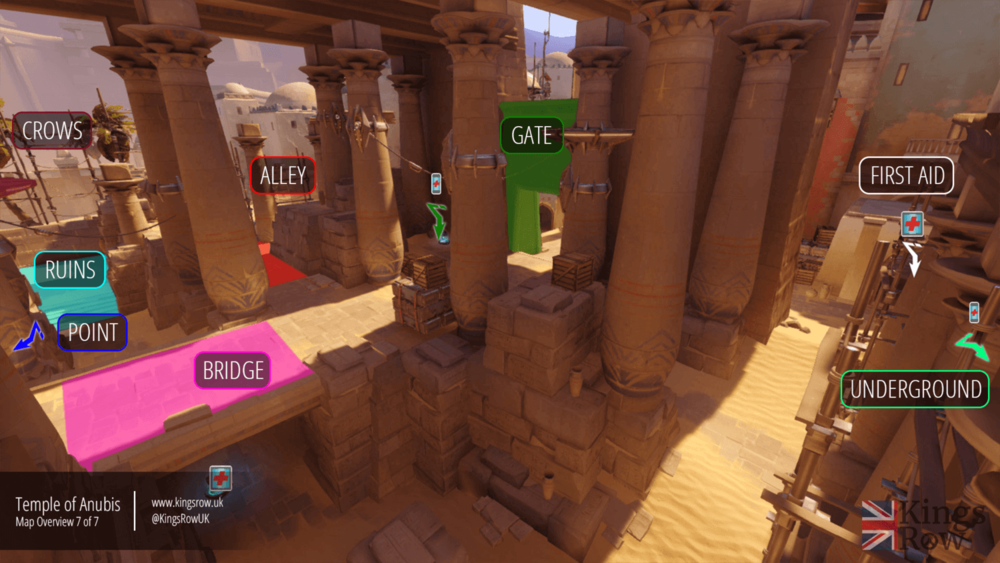 CROWS
GATE
ALLEY
FIRST AID
RUINS
POINT
BRIDGE
UNDERGROUND
Temple of Anubis
Map Overview 7 of 7
www.kingsrow.uk
@KingsRowUK
Kings
Row